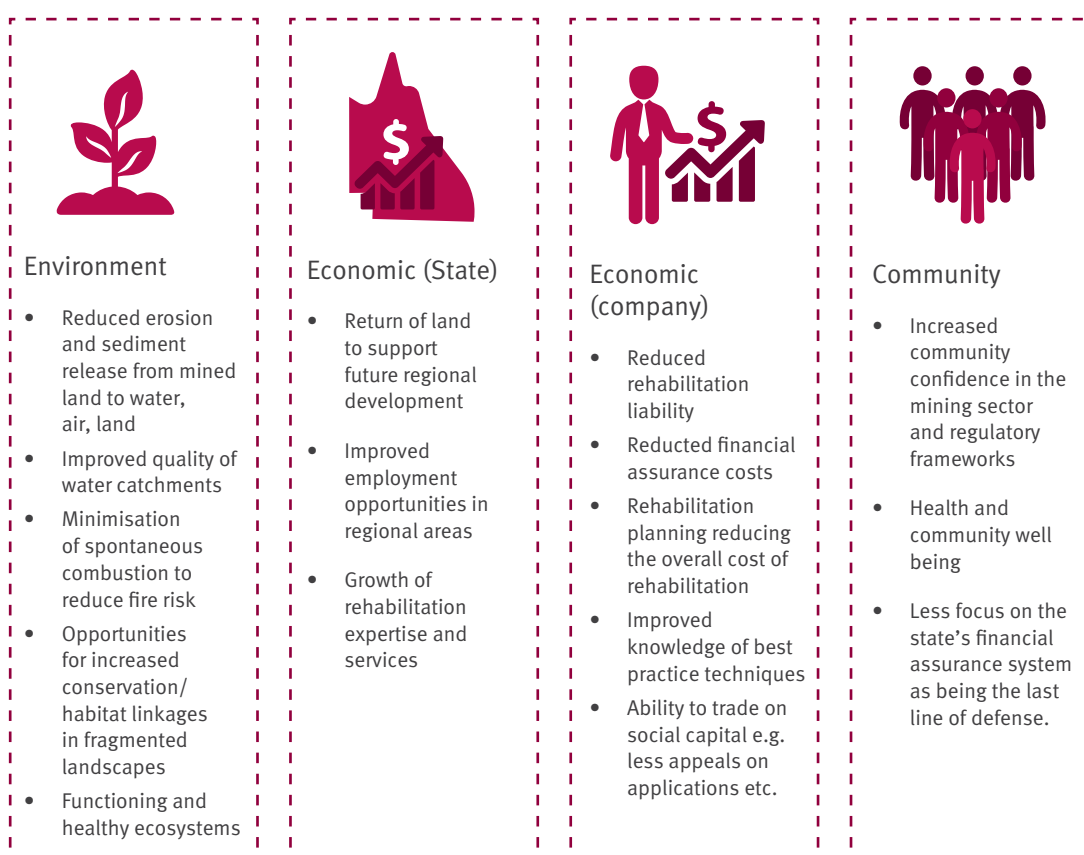 Environment
• Reduced erosion
and sediment
release from mined
land to water,
air, land
• Improved quality of
water catchments
• Minimisation
of spontaneous
combustion to
reduce fire risk
• Opportunities
for increased
conservation/
habitat linkages
in fragmented
landscapes
• Functioning and
healthy ecosystems
$
Economic (State)
• Return of land
to support
future regional
development
• Improved
employment
opportunities in
regional areas
• Growth of
rehabilitation
expertise and
services
$
Economic
(company)
• Reduced
rehabilitation
liability
• Reducted financial
assurance costs
• Rehabilitation
planning reducing
the overall cost of
rehabilitation
• Improved
knowledge of best
practice techniques
• Ability to trade on
social capital e.g.
less appeals on
applications etc.
Community
• Increased
community
confidence in the
mining sector
and regulatory
frameworks
• Health and
community well
being
• Less focus on the
state’s financial
assurance system
as being the last
line of defense.